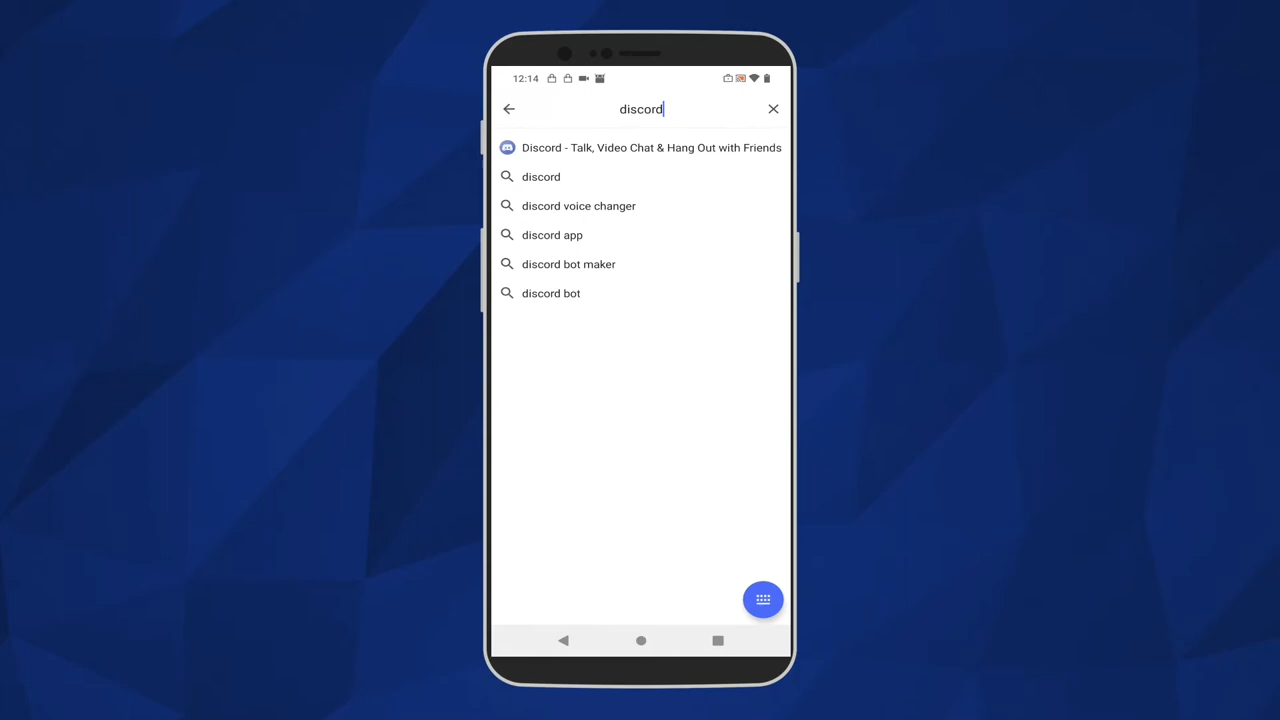 12:14
discord
Discord - Talk, Video Chat & Hang Out with Friends
discord
discord voice changer
discord app
discord bot maker
discord bot